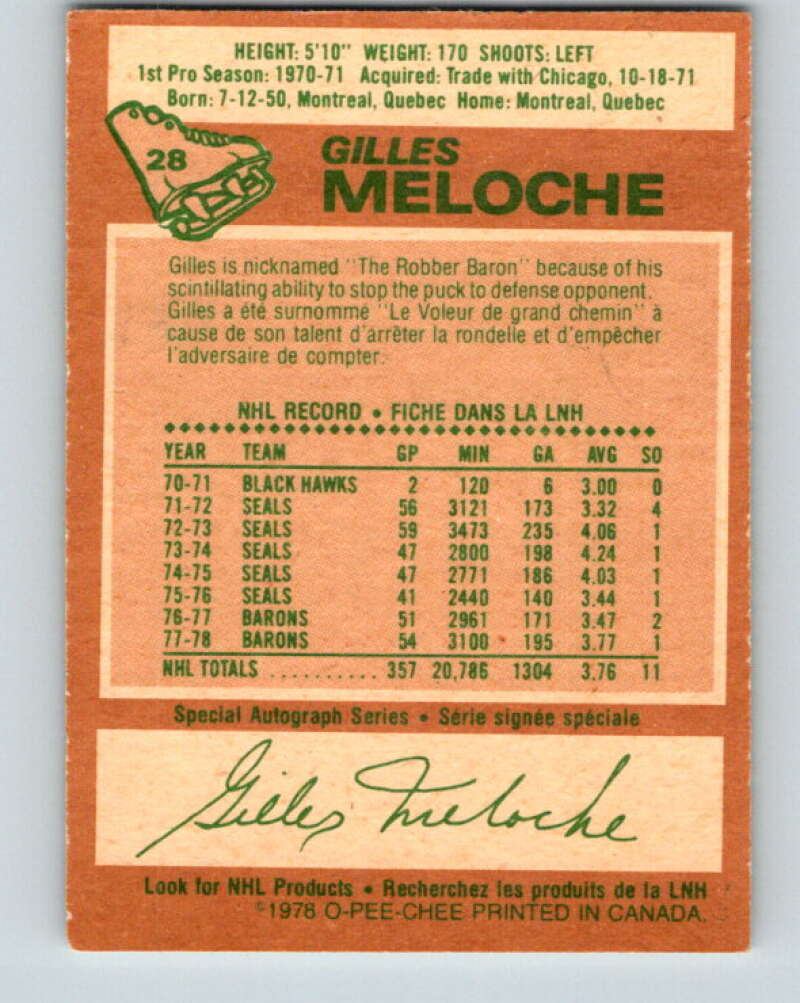 HEIGHT: 5'10" WEIGHT: 170 SHOOTS: LEFT
1st Pro Season: 1970-71 Acquired: Trade with Chicago, 10-18-71
Born: 7-12-50, Montreal, Quebec Home: Montreal, Quebec
28
GILLES
MELOCHE
Gilles is nicknamed "The Robber Baron" because of his
scintillating ability to stop the puck to defense opponent.
Gilles a été surnommé "Le Voleur de grand chemin" à
cause de son talent d'arrêter la rondelle et d'empêcher
l'adversaire de compter.
NHL RECORD • FICHE DANS LA LNH
YEAR TEAM GP MIN GA AVG SO
70-71 BLACK HAWKS 2 120 6 3.00 0
71-72 SEALS 56 3121 173 3.32 4
72-73 SEALS 59 3473 235 4.06 1
73-74 SEALS 47 2800 198 4.24 1
74-75 SEALS 47 2771 186 4.03 1
75-76 SEALS 41 2440 140 3.44 1
76-77 BARONS 51 2961 171 3.47 2
77-78 BARONS 54 3100 195 3.77 1
NHL TOTALS .......... 357 20,786 1304 3.76 11
Special Autograph Series • Série signée spéciale
Gilles Meloche
Look for NHL Products • Recherchez les produits de la LNH
©1978 O-PEE-CHEE PRINTED IN CANADA.